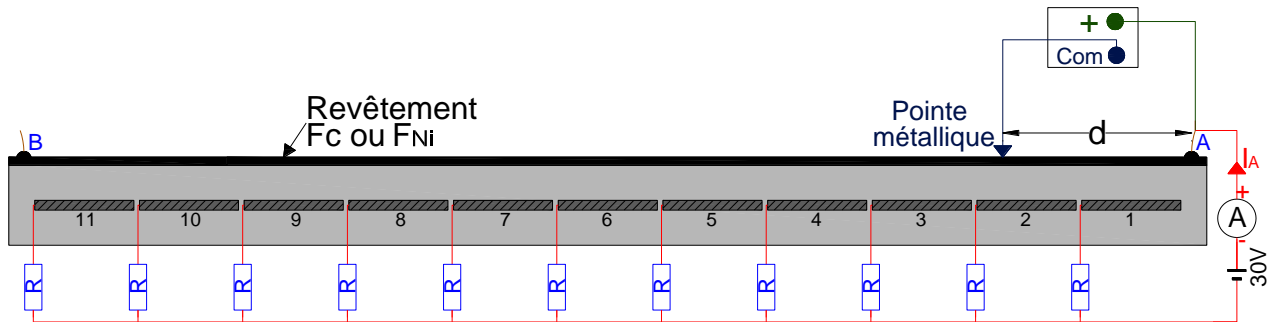 +
Com
Revêtement
Fc ou FNi
Pointe
métallique
d
B
A
IA
+
A
-
30V
11 10 9 8 7 6 5 4 3 2 1
R R R R R R R R R R R